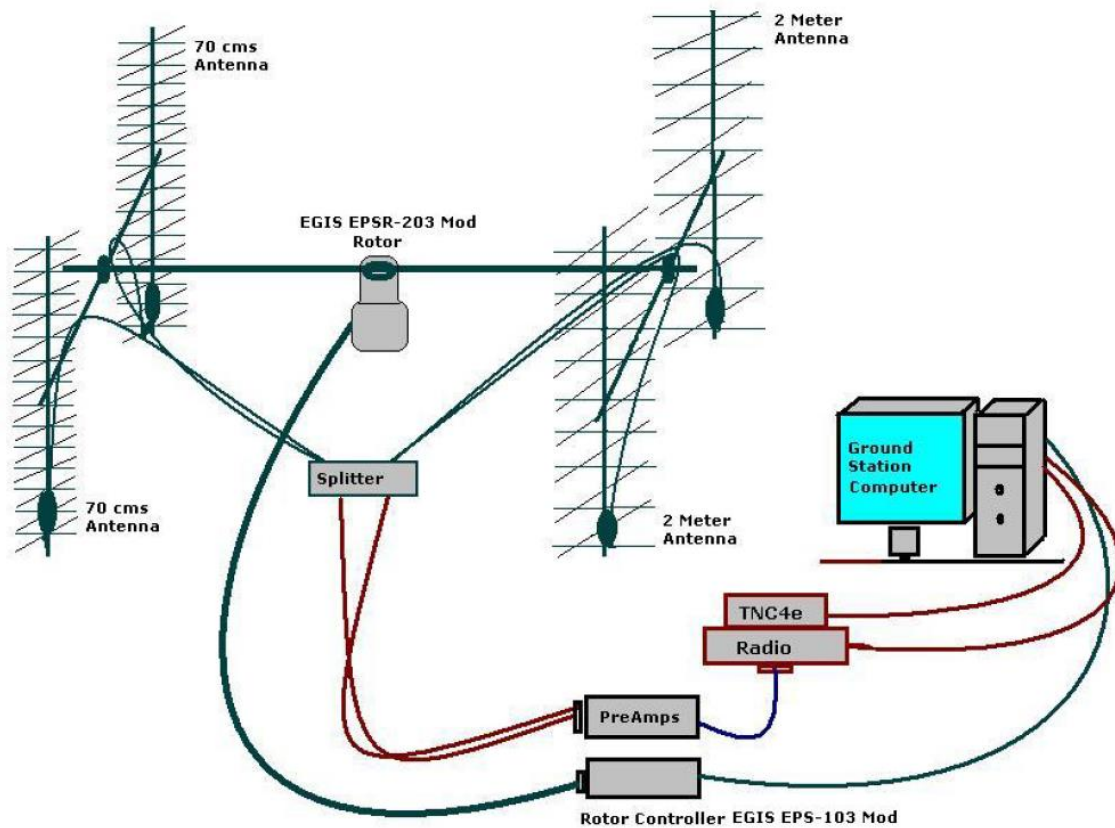 2 Meter
Antenna
70 cms
Antenna
EGIS EPSR-203 Mod
Rotor
Ground
Station
Computer
Splitter
70 cms
Antenna
2 Meter
Antenna
TNC4e
Radio
PreAmps
Rotor Controller EGIS EPS-103 Mod